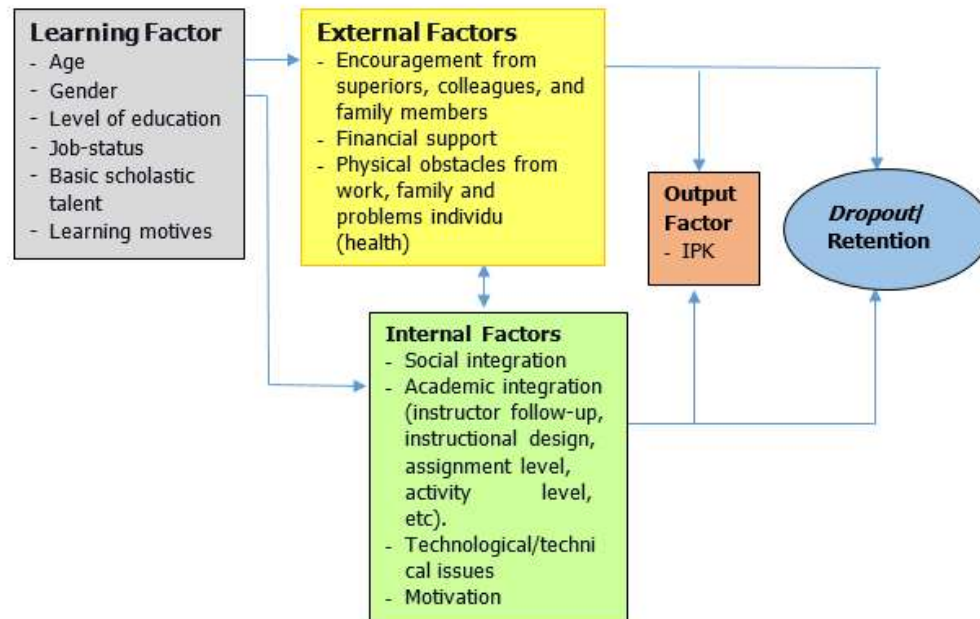 Learning Factor
- Age
- Gender
- Level of education
- Job-status
- Basic scholastic
talent
- Learning motives
External Factors
- Encouragement from
superiors, colleagues, and
family members
- Financial support
- Physical obstacles from
work, family and
problems individu
(health)
Output
Factor
- IPK
Dropout/
Retention
Internal Factors
- Social integration
- Academic integration
(instructor follow-up,
instructional design,
assignment level,
activity level,
etc).
- Technological/techni
cal issues
- Motivation